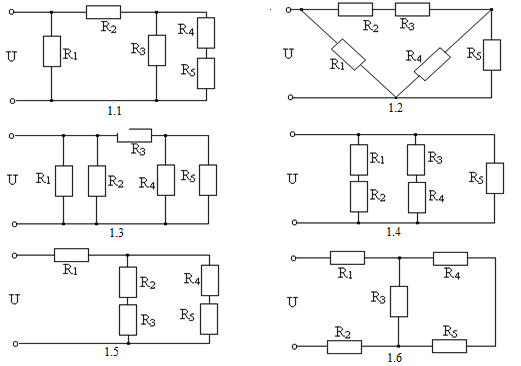 R₂
R₄
U
R₁
R₃
R₅
1.1
R₂ R₃
U
R₁
R₄
R₅
1.2
R₃
U
R₁
R₂
R₄
R₅
1.3
R₁
R₃
U
R₂
R₄
R₅
1.4
R₁
R₂
R₄
U
R₃
R₅
1.5
R₁
R₄
U
R₃
R₂
R₅
1.6